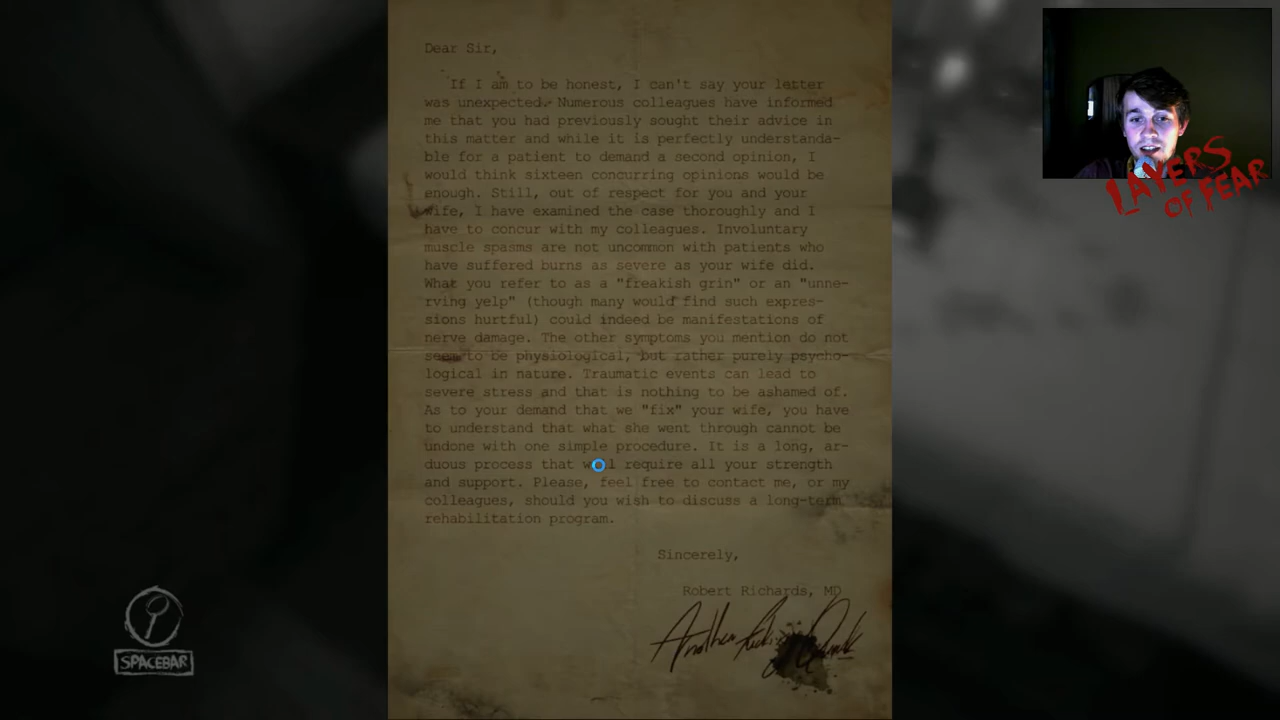 Dear Sir,
If I am to be honest, I can't say your letter
was unexpected. Numerous colleagues have informed
me that you had previously sought their advice in
this matter and while it is perfectly understanda-
ble for a patient to demand a second opinion, I
would think sixteen concurring opinions would be
enough. Still, out of respect for you and your
wife, I have examined the case thoroughly and I
have to concur with my colleagues. Involuntary
muscle spasms are not uncommon with patients who
have suffered burns as severe as your wife did.
What you refer to as a "freakish grin" or an "unne-
rving yelp" (though many would find such expres-
sions hurtful) could indeed be manifestations of
nerve damage. The other symptoms you mention do not
seem to be physiological, but rather purely psycho-
logical in nature. Traumatic events can lead to
severe stress and that is nothing to be ashamed of.
As to your demand that we "fix" your wife, you have
to understand that what she went through cannot be
undone with one simple procedure. It is a long, ar-
duous process that will require all your strength
and support. Please, feel free to contact me, or my
colleagues, should you wish to discuss a long-term
rehabilitation program.
Sincerely,
Robert Richards, MD
Another
SPACEBAR
LAYERS
OF FEAR